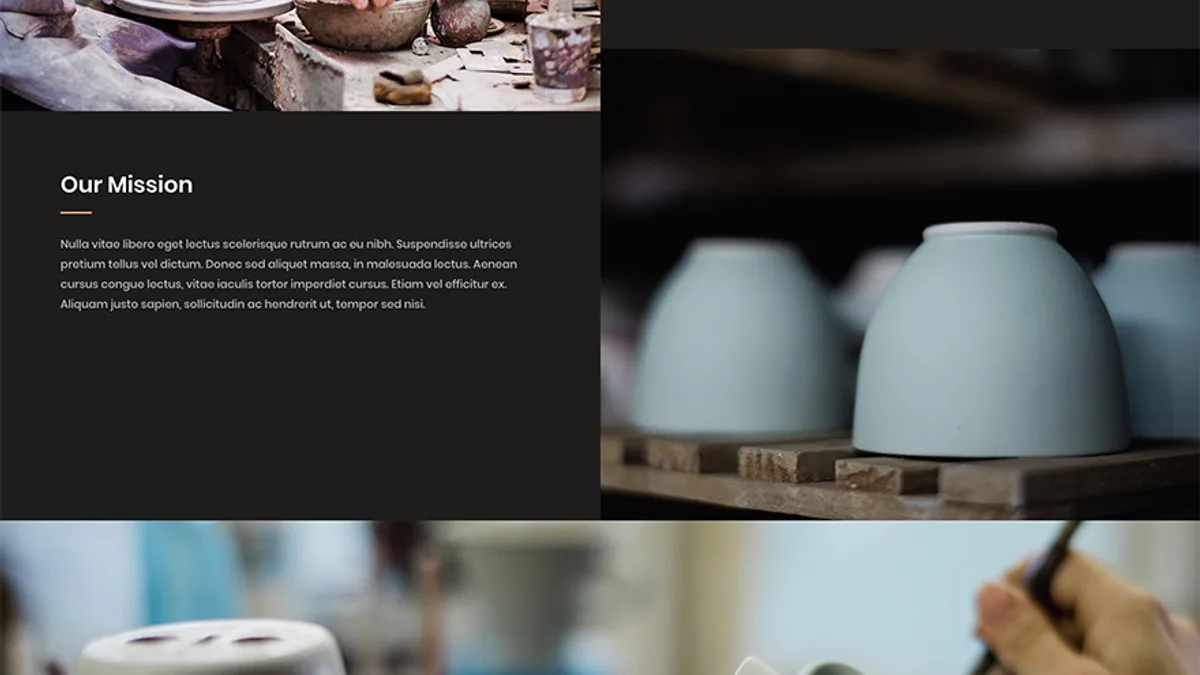 Our Mission
Nulla vitae libero eget lectus scelerisque rutrum ac eu nibh. Suspendisse ultrices
pretium tellus vel dictum. Donec sed aliquet massa, in malesuada lectus. Aenean
cursus congue lectus, vitae iaculis tortor imperdiet cursus. Etiam vel efficitur ex.
Aliquam justo sapien, sollicitudin ac hendrerit ut, tempor sed nisi.